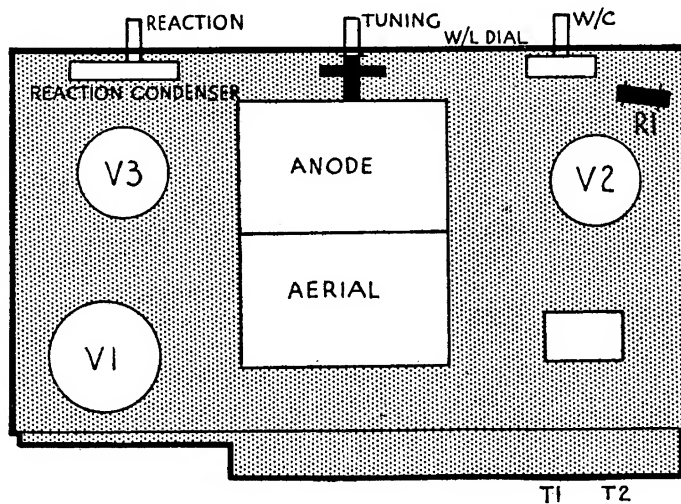 REACTION
TUNING
W/L DIAL
W/C
REACTION CONDENSER
R1
V3
ANODE
V2
AERIAL
V1
T1 T2